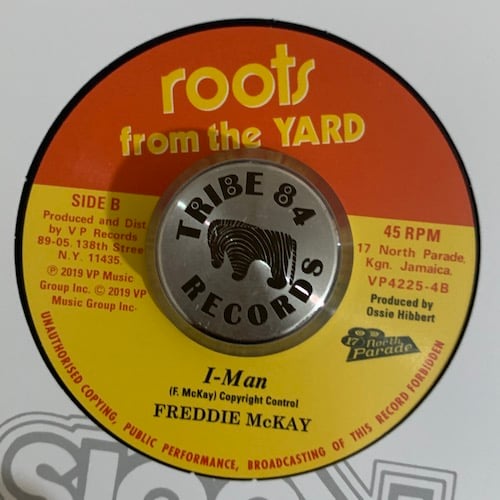 roots
from the YARD
TRIBE 84
RECORDS
SIDE B
Produced and Dist
by V P Records
89-05. 138th Stree
N.Y. 11435.
℗ 2019 VP Music
Group Inc. © 2019 VP
Music Group Inc·
45 RPM
17 North Parade,
Kgn. Jamaica.
VP4225-4B
Produced by
Ossie Hibbert
17 North
Parade
I-Man
(F. McKay) Copyright Control
FREDDIE McKAY
UNAUTHORISED COPYING, PUBLIC PERFORMANCE, BROADCASTING OF THIS RECORD FORBIDDEN